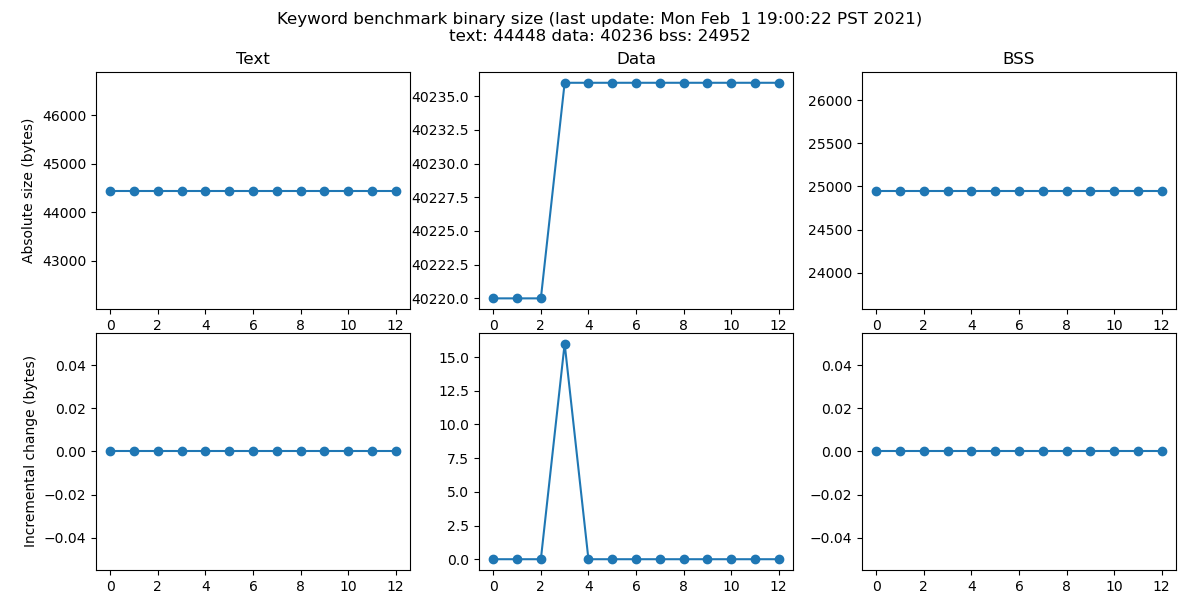 Keyword benchmark binary size (last update: Mon Feb  1 19:00:22 PST 2021)
text: 44448 data: 40236 bss: 24952
Text
Data
BSS
Absolute size (bytes)
46000
45000
44000
43000
0 2 4 6 8 10 12
40235.0
40232.5
40230.0
40227.5
40225.0
40222.5
40220.0
0 2 4 6 8 10 12
26000
25500
25000
24500
24000
0 2 4 6 8 10 12
Incremental change (bytes)
0.04
0.02
0.00
−0.02
−0.04
0 2 4 6 8 10 12
15.0
12.5
10.0
7.5
5.0
2.5
0.0
0 2 4 6 8 10 12
0.04
0.02
0.00
−0.02
−0.04
0 2 4 6 8 10 12